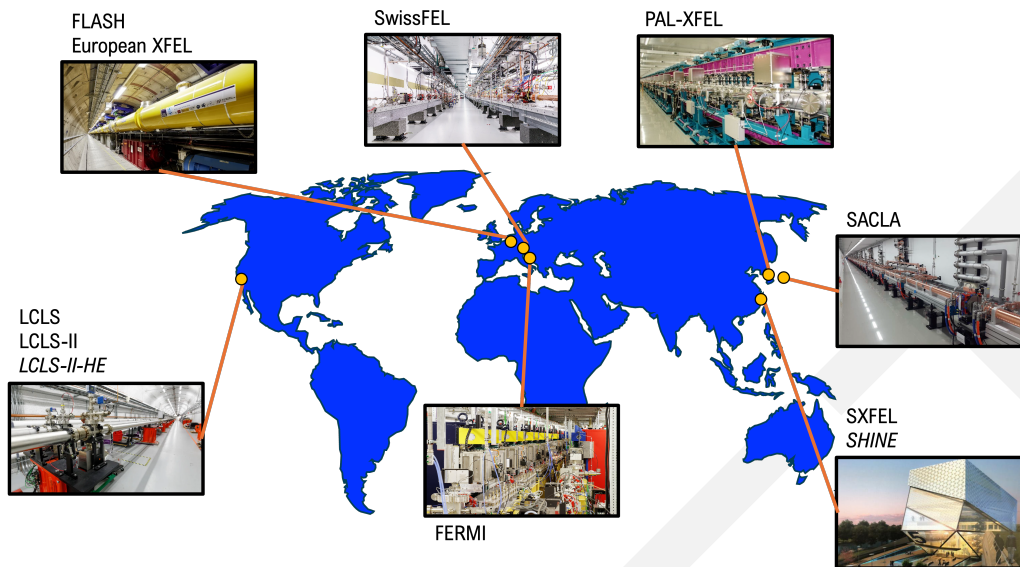 FLASH
European XFEL
SwissFEL
PAL-XFEL
SACLA
LCLS
LCLS-II
LCLS-II-HE
SXFEL
SHINE
FERMI